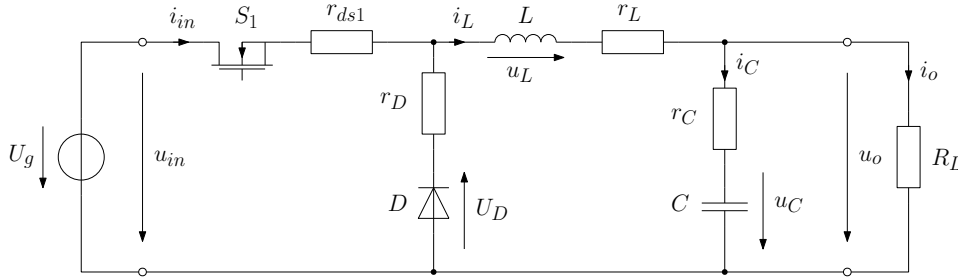 i_in
S_1
r_ds1
i_L
L
r_L
u_L
i_C
i_o
r_D
r_C
U_g
u_in
u_o
R_L
D
U_D
C
u_C